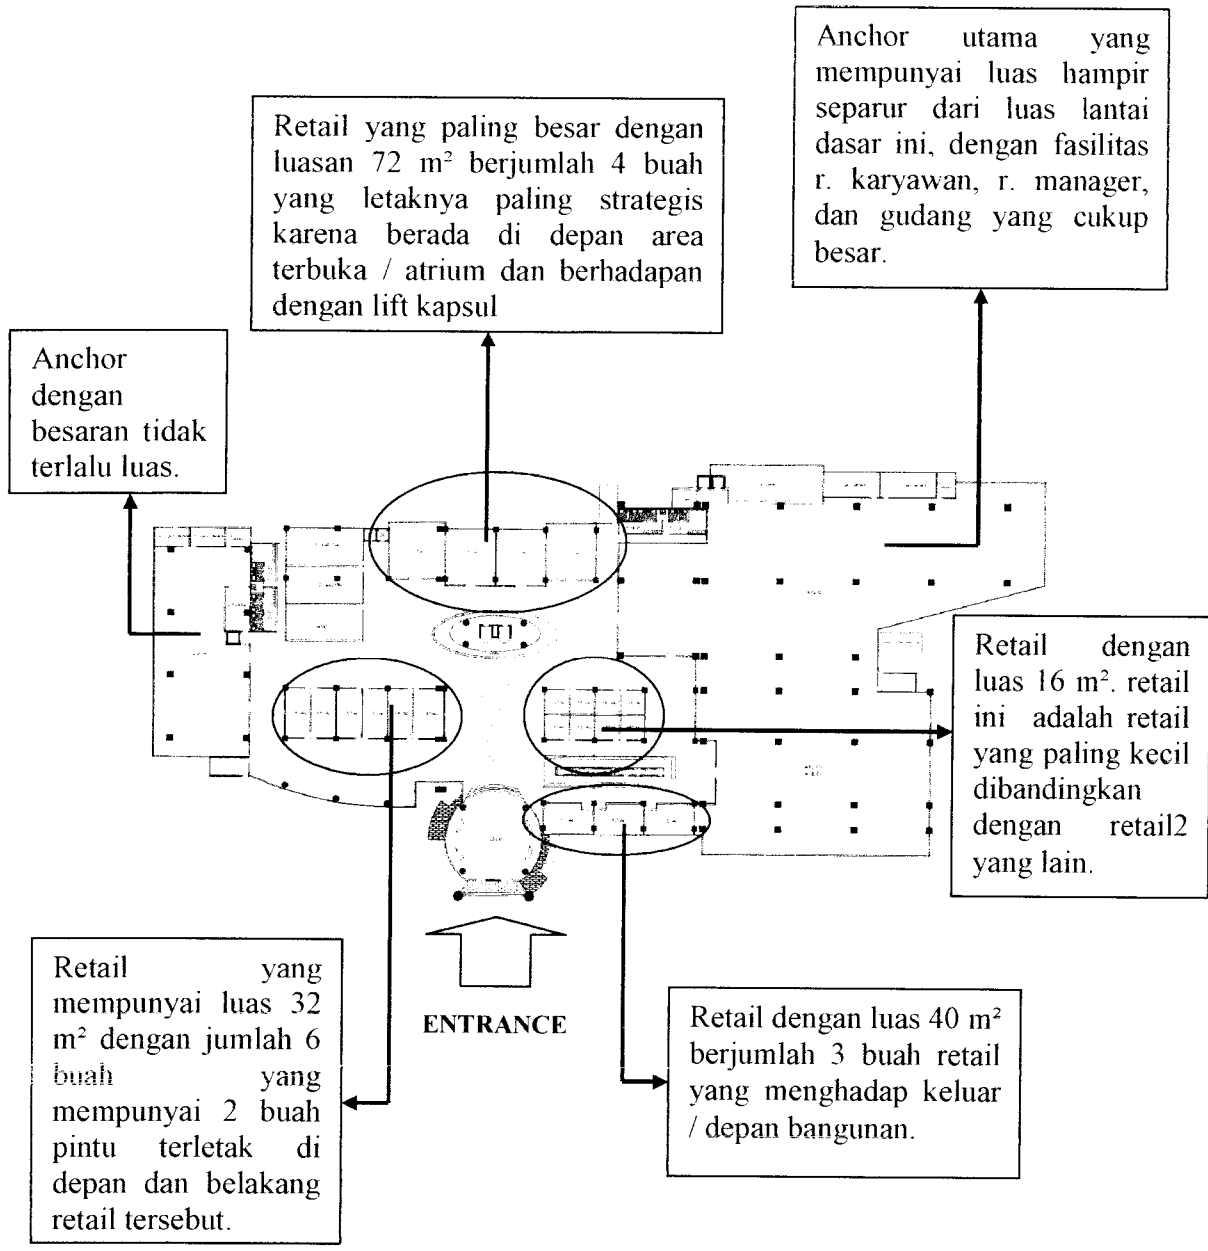 Anchor utama yang
mempunyai luas hampir
separur dari luas lantai
dasar ini, dengan fasilitas
r. karyawan, r. manager,
dan gudang yang cukup
besar.
Retail yang paling besar dengan
luasan 72 m² berjumlah 4 buah
yang letaknya paling strategis
karena berada di depan area
terbuka / atrium dan berhadapan
dengan lift kapsul
Anchor
dengan
besaran tidak
terlalu luas.
Retail dengan
luas 16 m². retail
ini adalah retail
yang paling kecil
dibandingkan
dengan retail2
yang lain.
Retail yang
mempunyai luas 32
m² dengan jumlah 6
buah yang
mempunyai 2 buah
pintu terletak di
depan dan belakang
retail tersebut.
ENTRANCE
Retail dengan luas 40 m²
berjumlah 3 buah retail
yang menghadap keluar
/ depan bangunan.